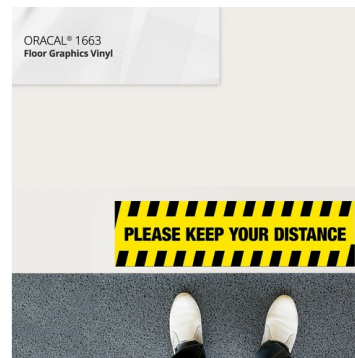 ORACAL® 1663
Floor Graphics Vinyl
PLEASE KEEP YOUR DISTANCE